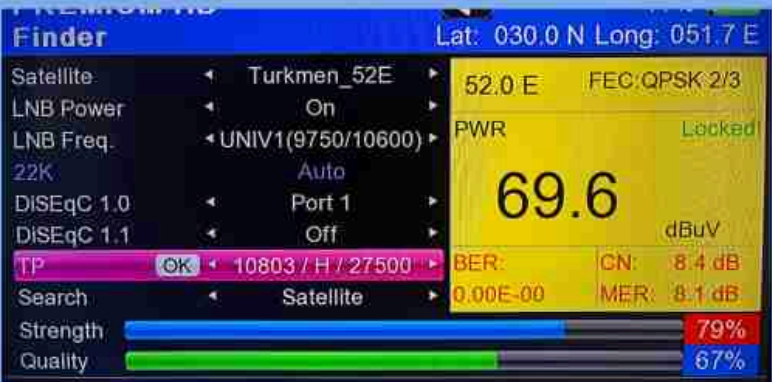 Finder Lat: 030.0 N Long: 051.7 E
Satellite Turkmen_52E
LNB Power On
LNB Freq. UNIV1(9750/10600)
22K Auto
DiSEqC 1.0 Port 1
DiSEqC 1.1 Off
TP OK 10803 / H / 27500
Search Satellite
52.0 E FEC:QPSK 2/3
PWR Locked
69.6
dBuV
BER: CN: 8.4 dB
0.00E-00 MER: 8.1 dB
Strength 79%
Quality 67%